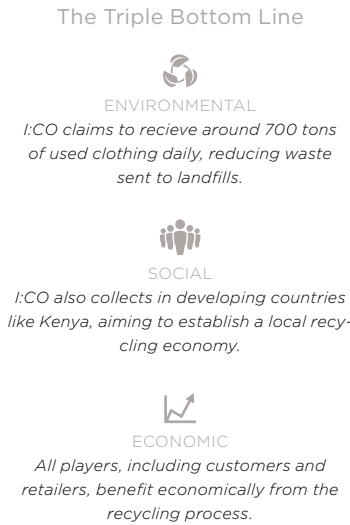 The Triple Bottom Line
ENVIRONMENTAL
I:CO claims to recieve around 700 tons
of used clothing daily, reducing waste
sent to landfills.
SOCIAL
I:CO also collects in developing countries
like Kenya, aiming to establish a local recy-
cling economy.
ECONOMIC
All players, including customers and
retailers, benefit economically from the
recycling process.